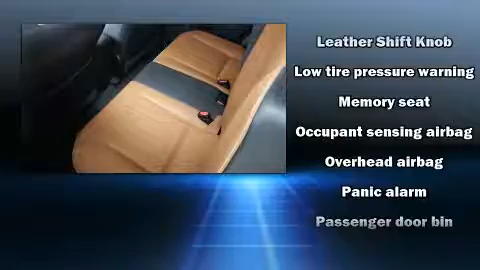 Leather Shift Knob
Low tire pressure warning
Memory seat
Occupant sensing airbag
Overhead airbag
Panic alarm
Passenger door bin